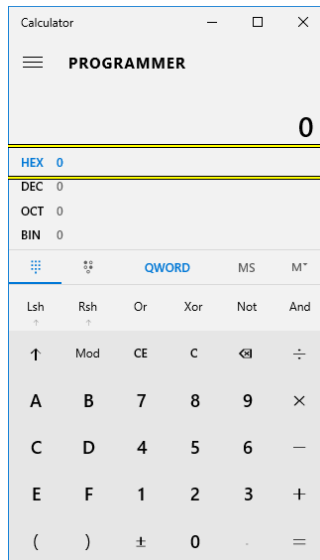 Calculator
PROGRAMMER
0
HEX 0
DEC 0
OCT 0
BIN 0
QWORD MS M
Lsh Rsh Or Xor Not And
↑ ↑
↑ Mod CE C ÷
A B 7 8 9 ×
C D 4 5 6 −
E F 1 2 3 +
( ) ± 0 . =